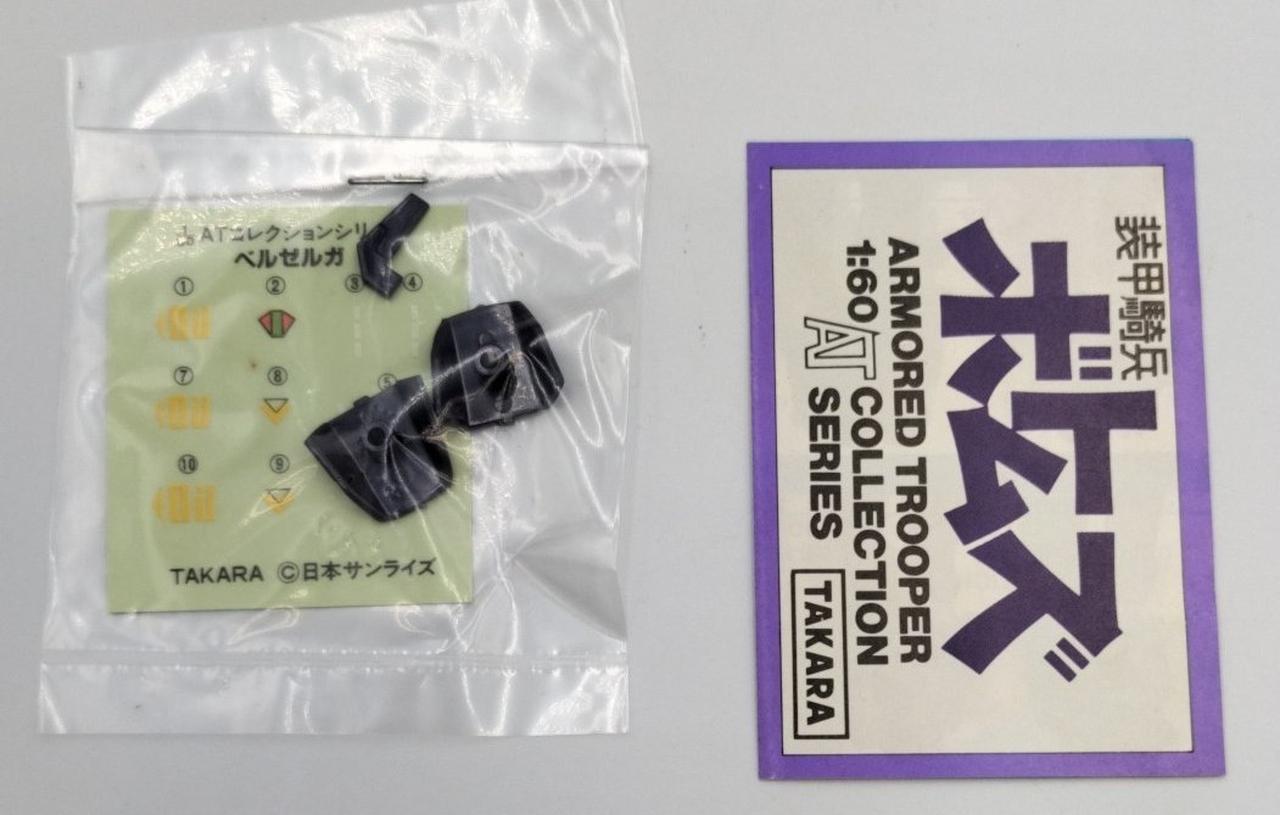 1/60 ATコレクションシリ
ベルゼルガ
① ② ③ ④
⑦ ⑧ ⑤
⑩ ⑨
TAKARA ©日本サンライズ
装甲騎兵
ボトムズ
ARMORED TROOPER
1:60 AT COLLECTION
SERIES
TAKARA